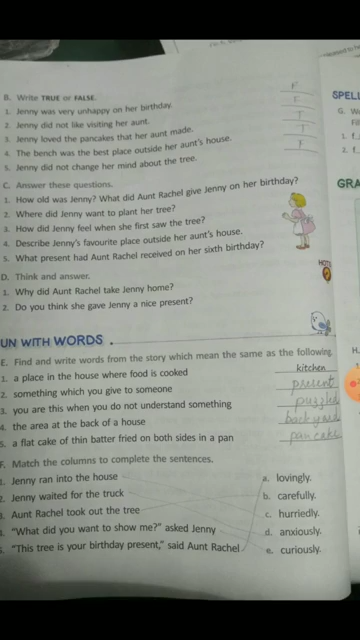 B. Write TRUE or FALSE.
1. Jenny was very unhappy on her birthday. F
2. Jenny did not like visiting her aunt. F
3. Jenny loved the pancakes that her aunt made. T
4. The bench was the best place outside her aunt's house. T
5. Jenny did not change her mind about the tree. F
C. Answer these questions.
1. How old was Jenny? What did Aunt Rachel give Jenny on her birthday?
2. Where did Jenny want to plant her tree?
3. How did Jenny feel when she first saw the tree?
4. Describe Jenny's favourite place outside her aunt's house.
5. What present had Aunt Rachel received on her sixth birthday?
D. Think and answer.
HOTS
1. Why did Aunt Rachel take Jenny home?
2. Do you think she gave Jenny a nice present?
UN WITH WORDS
E. Find and write words from the story which mean the same as the following.
1. a place in the house where food is cooked kitchen
2. something which you give to someone present
3. you are this when you do not understand something puzzled
4. the area at the back of a house backyard
5. a flat cake of thin batter fried on both sides in a pan pancake
F. Match the columns to complete the sentences.
1. Jenny ran into the house a. lovingly.
2. Jenny waited for the truck b. carefully.
3. Aunt Rachel took out the tree c. hurriedly.
4. "What did you want to show me?" asked Jenny d. anxiously.
5. "This tree is your birthday present," said Aunt Rachel e. curiously.
SPELL
G. W
Fil
1. f
2. f
GRA
H.